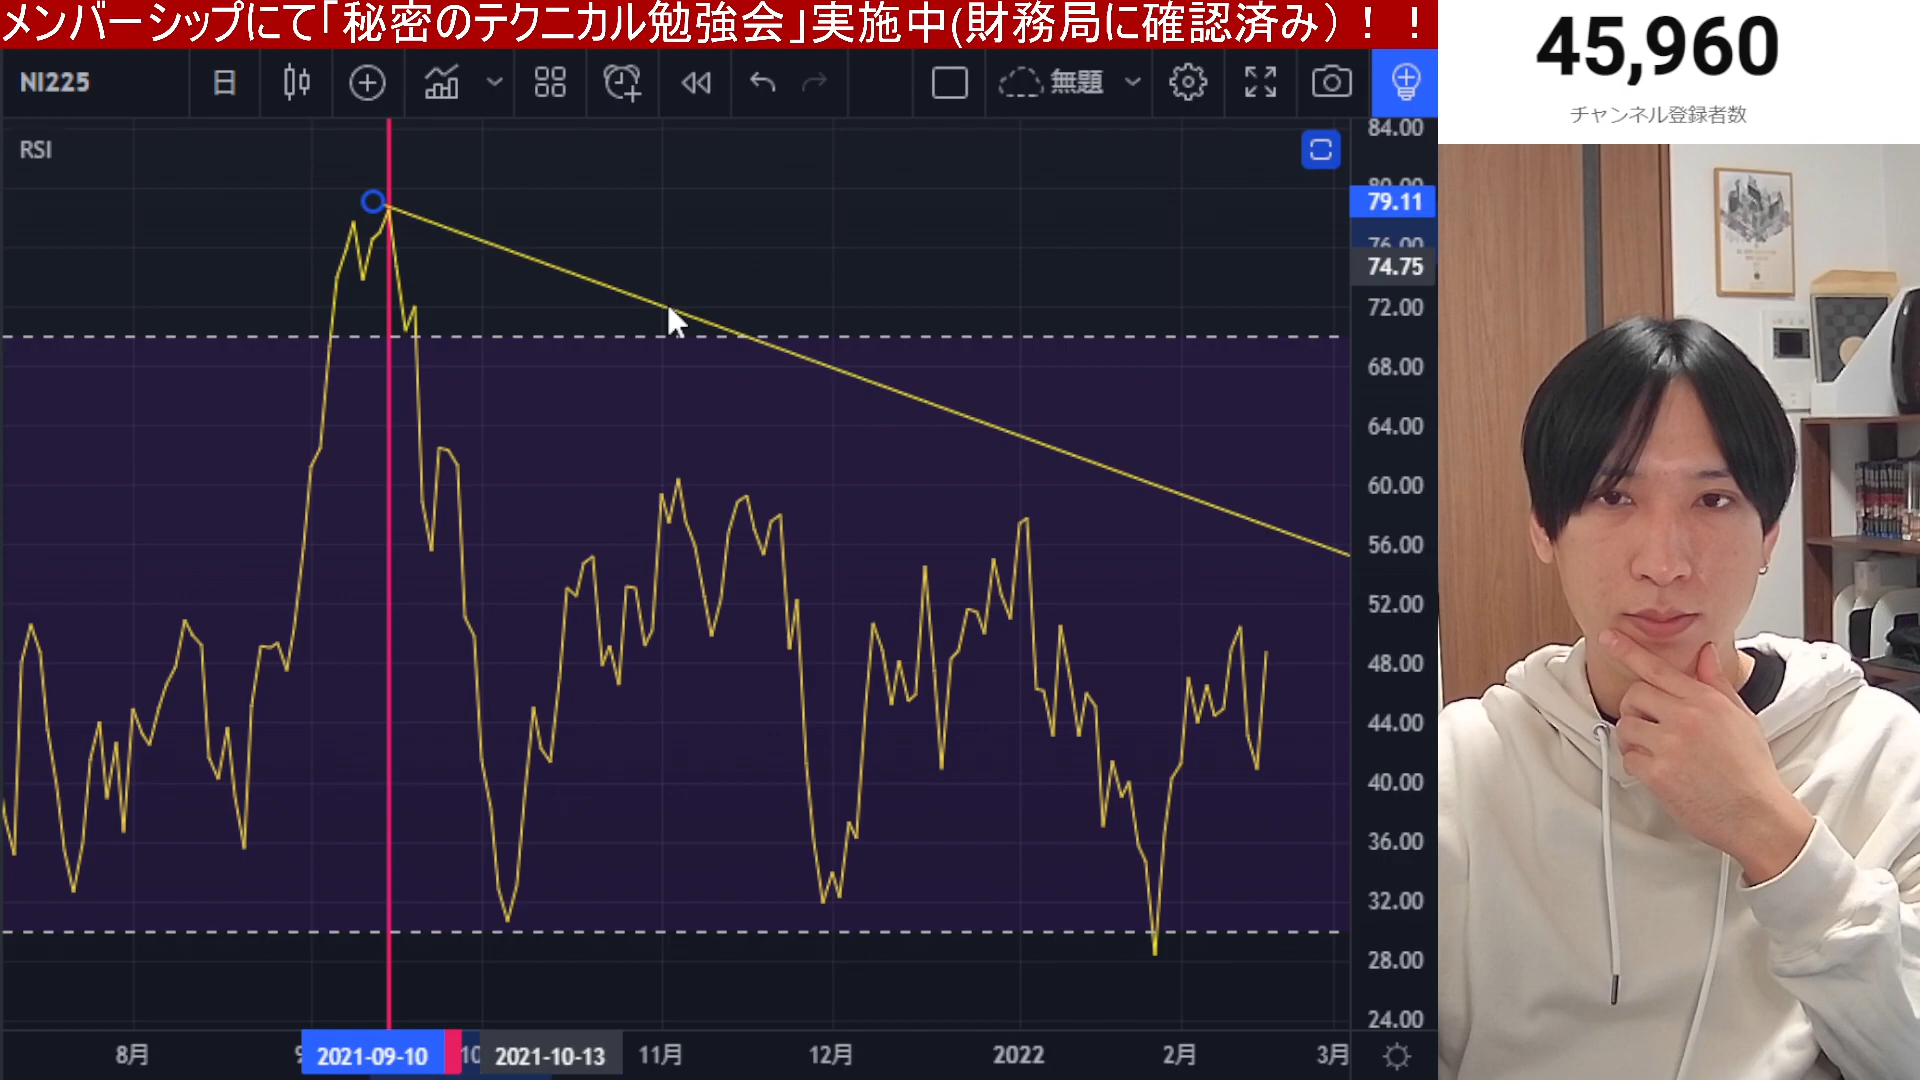 メンバーシップにて「秘密のテクニカル勉強会」実施中(財務局に確認済み)！！
45,960
チャンネル登録者数
NI225
日
無題
RSI
84.00
79.11
74.75
72.00
68.00
64.00
60.00
56.00
52.00
48.00
44.00
40.00
36.00
32.00
28.00
24.00
8月
2021-09-10
10
2021-10-13
11月
12月
2022
2月
3月